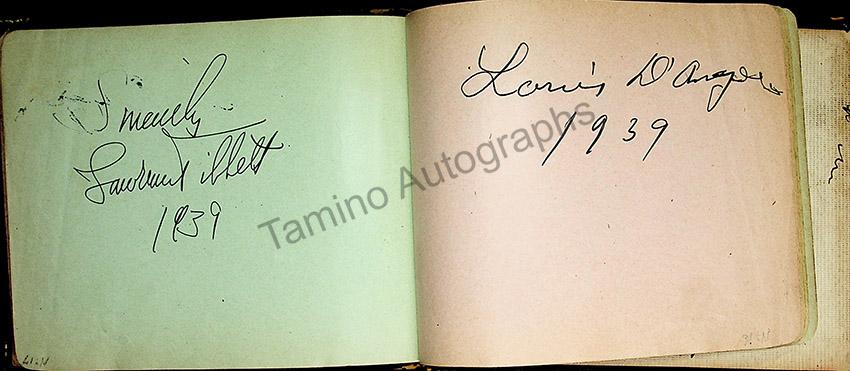 Sincerely
Lawrence Tibbett
1939
Louis D'Angelo
1939
Tamino Autographs